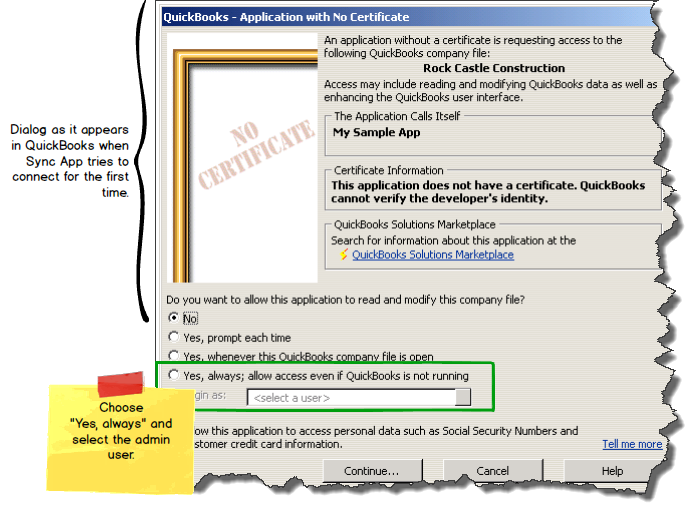 QuickBooks - Application with No Certificate
An application without a certificate is requesting access to the
following QuickBooks company file:
Rock Castle Construction
Access may include reading and modifying QuickBooks data as well as
enhancing the QuickBooks user interface.
The Application Calls Itself
My Sample App
NO
CERTIFICATE
Certificate Information
This application does not have a certificate. QuickBooks
cannot verify the developer's identity.
QuickBooks Solutions Marketplace
Search for information about this application at the
QuickBooks Solutions Marketplace
Dialog as it appears
in QuickBooks when
Sync App tries to
connect for the first
time.
Do you want to allow this application to read and modify this company file?
No
Yes, prompt each time
Yes, whenever this QuickBooks company file is open
Yes, always; allow access even if QuickBooks is not running
as:
<select a user>
this application to access personal data such as Social Security Numbers and
credit card information.
Tell me more
Continue...
Cancel
Help
Choose
"Yes, always" and
select the admin
user.